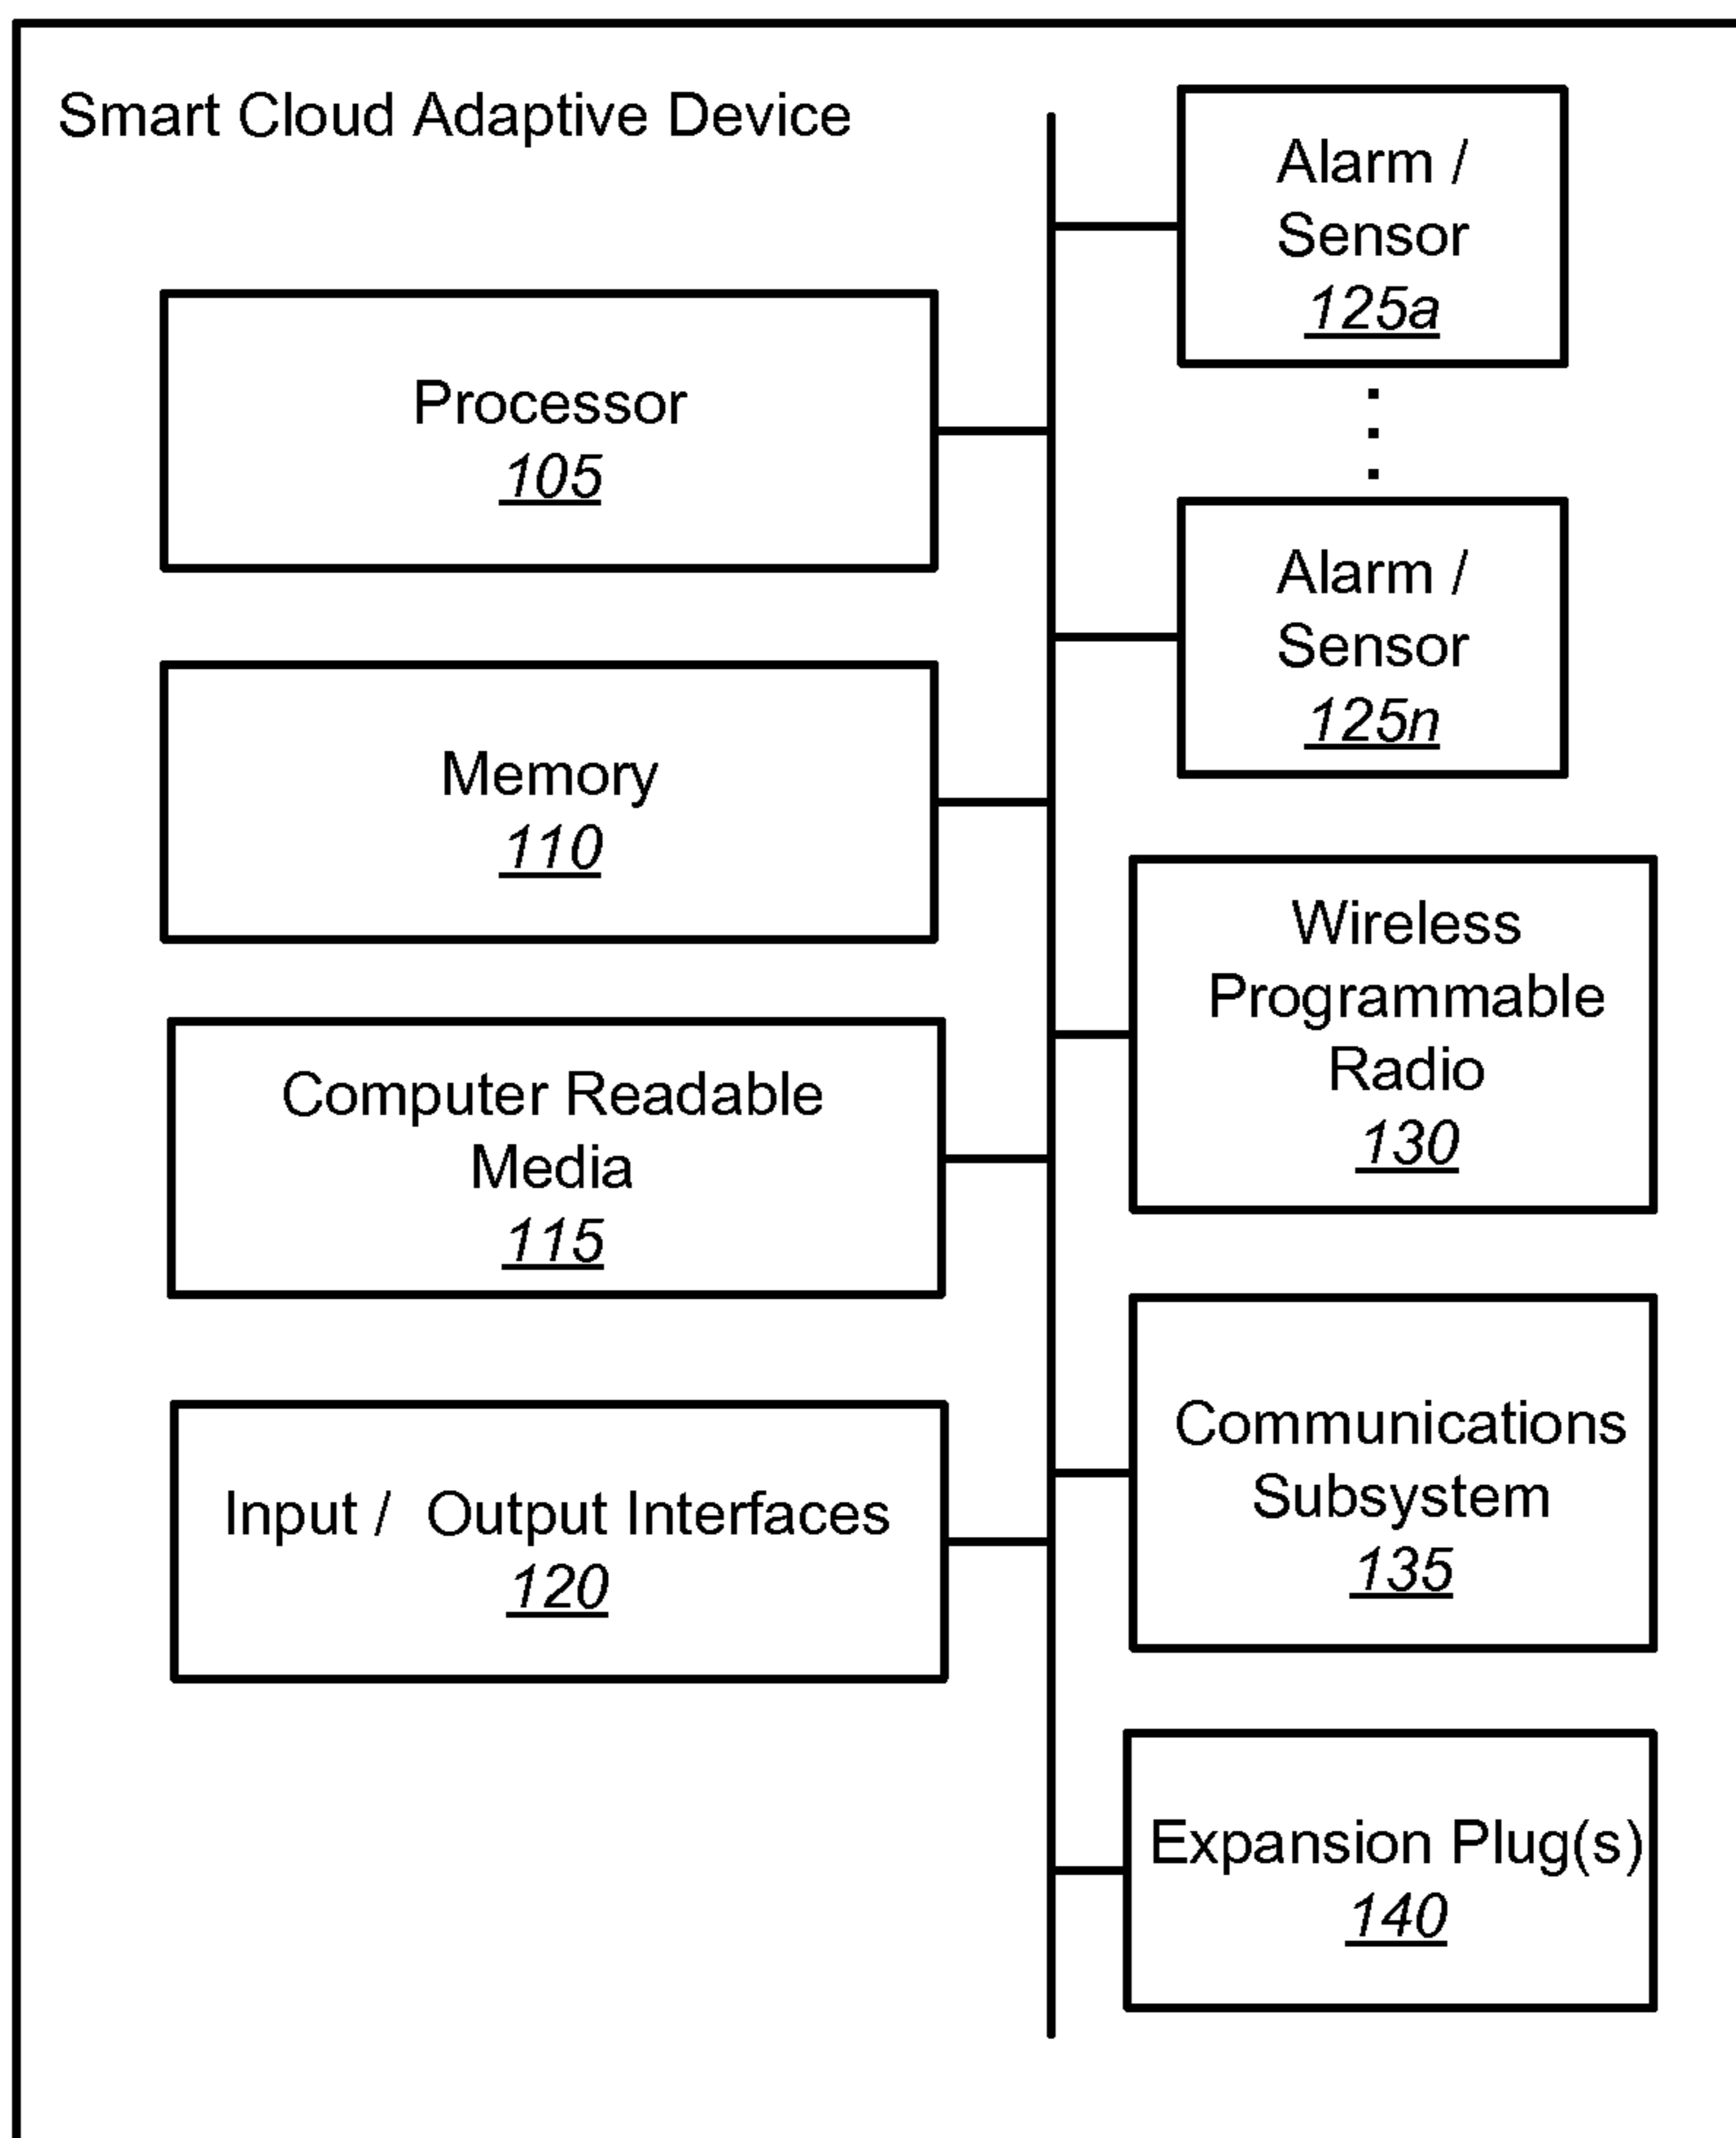 Smart Cloud Adaptive Device
Processor
105
Memory
110
Computer Readable
Media
115
Input / Output Interfaces
120
Alarm /
Sensor
125a
Alarm /
Sensor
125n
Wireless
Programmable
Radio
130
Communications
Subsystem
135
Expansion Plug(s)
140